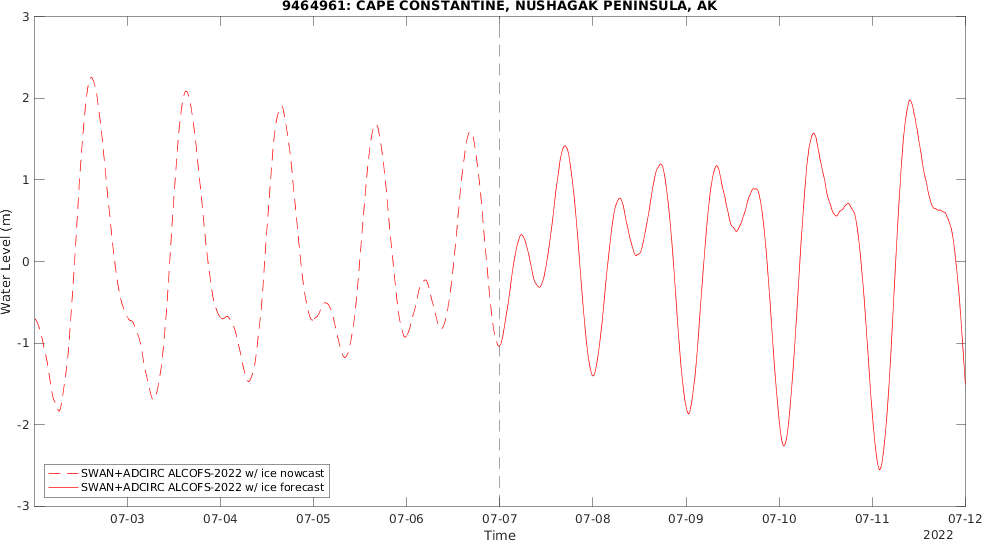 9464961: CAPE CONSTANTINE, NUSHAGAK PENINSULA, AK
3
2
1
0
-1
-2
-3
Water Level (m)
SWAN+ADCIRC ALCOFS-2022 w/ ice nowcast
SWAN+ADCIRC ALCOFS-2022 w/ ice forecast
07-03 07-04 07-05 07-06 07-07 07-08 07-09 07-10 07-11 07-12
Time
2022